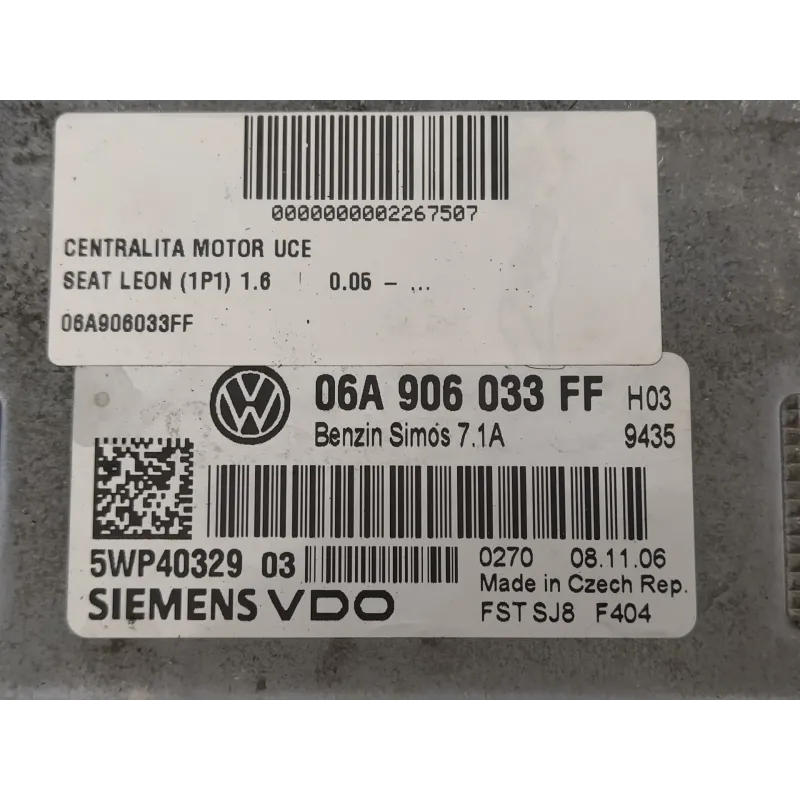 0000000002267507
CENTRALITA MOTOR UCE
SEAT LEON (1P1) 1.6 | 0.05 - ...
06A906033FF
VW 06A 906 033 FF H03
Benzin Simos 7.1A 9435
5WP40329 03 0270 08.11.06
Made in Czech Rep.
SIEMENS VDO FST SJ8 F404